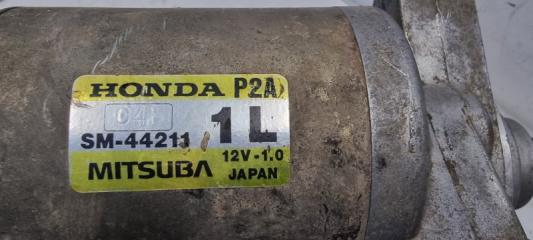 HONDA P2A
SM-44211 1L
MITSUBA 12V-1.0
JAPAN